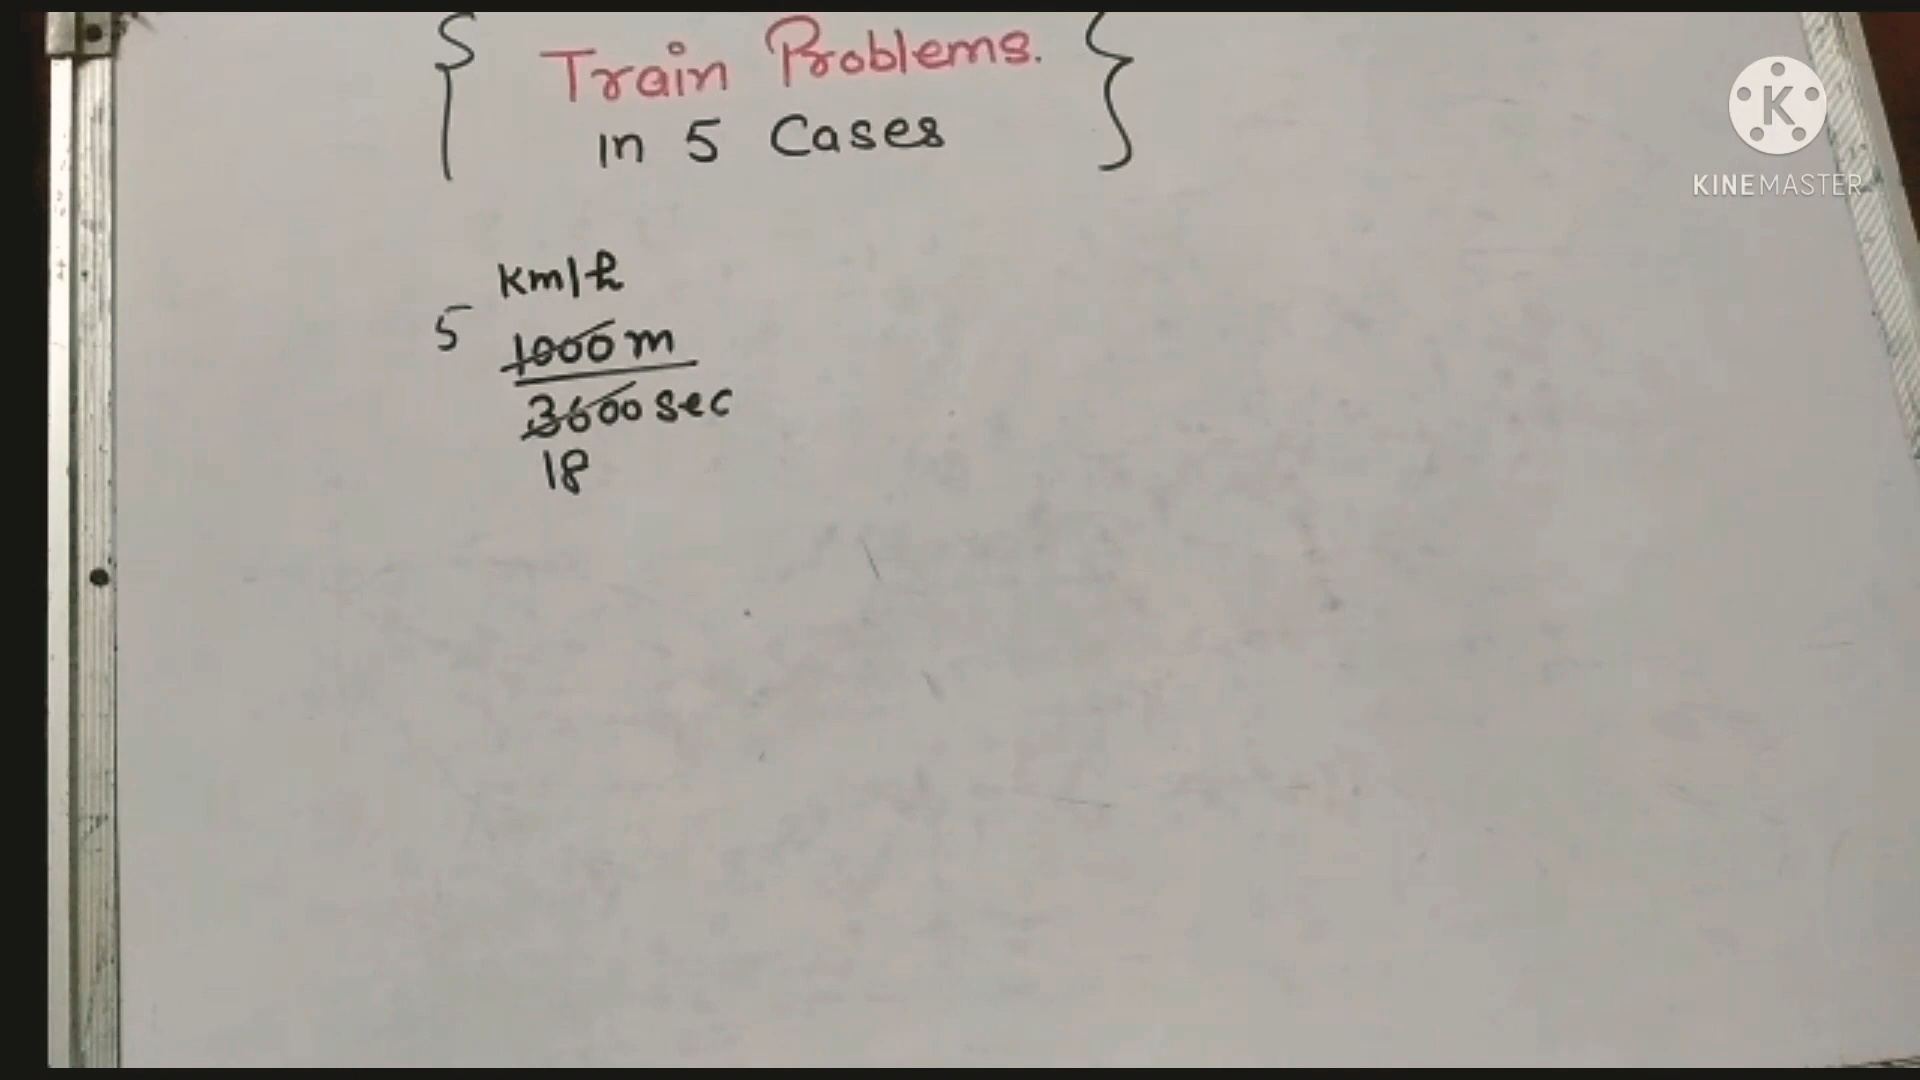 Train Problems.
in 5 Cases
Km/h
5
1000 m
3600 sec
18
K
KINEMASTER